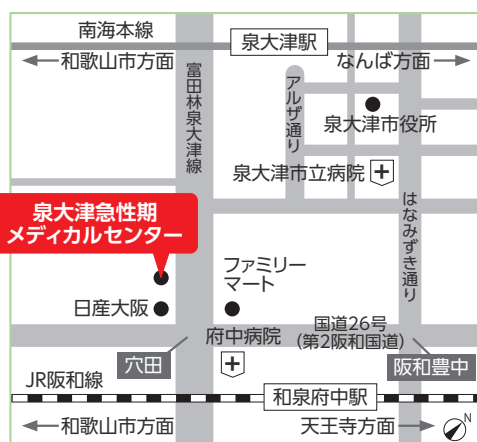 南海本線
泉大津駅
和歌山市方面
なんば方面
富田林泉大津線
アルザ通り
泉大津市役所
泉大津市立病院
はなみずき通り
泉大津急性期
メディカルセンター
ファミリー
マート
日産大阪
国道26号
(第2阪和国道)
府中病院
穴田
阪和豊中
JR阪和線
和泉府中駅
和歌山市方面
天王寺方面
N